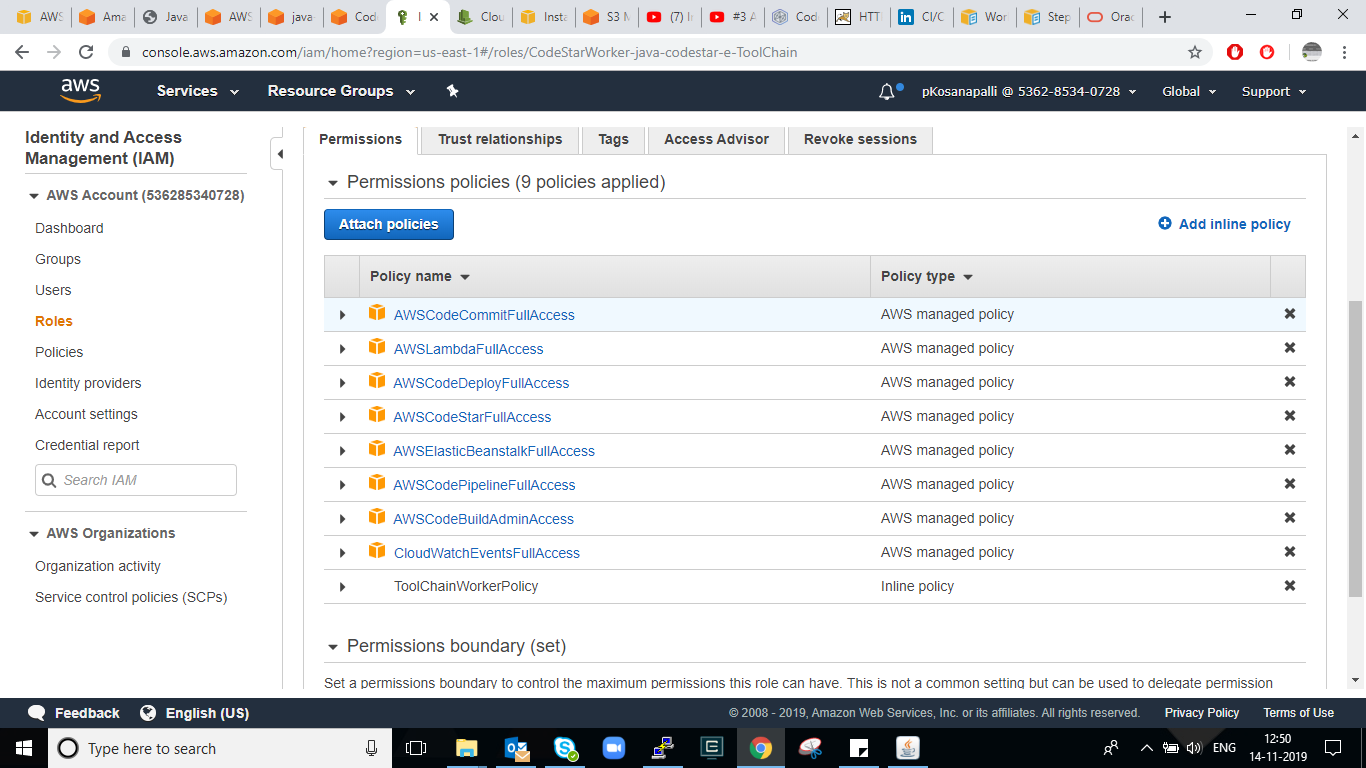 AWS
Ama
Java
AWS
java-
Cod
I
Clou
Insta
S3 M
(7) I
#3 A
Cod
HTT
CI/C
Wor
Step
Orac
console.aws.amazon.com/iam/home?region=us-east-1#/roles/CodeStarWorker-java-codestar-e-ToolChain
aws
Services
Resource Groups
pKosanapalli @ 5362-8534-0728
Global
Support
Identity and Access
Management (IAM)
AWS Account (536285340728)
Dashboard
Groups
Users
Roles
Policies
Identity providers
Account settings
Credential report
Search IAM
AWS Organizations
Organization activity
Service control policies (SCPs)
Permissions
Trust relationships
Tags
Access Advisor
Revoke sessions
Permissions policies (9 policies applied)
Attach policies
Add inline policy
Policy name
Policy type
AWSCodeCommitFullAccess AWS managed policy
AWSLambdaFullAccess AWS managed policy
AWSCodeDeployFullAccess AWS managed policy
AWSCodeStarFullAccess AWS managed policy
AWSElasticBeanstalkFullAccess AWS managed policy
AWSCodePipelineFullAccess AWS managed policy
AWSCodeBuildAdminAccess AWS managed policy
CloudWatchEventsFullAccess AWS managed policy
ToolChainWorkerPolicy Inline policy
Permissions boundary (set)
Set a permissions boundary to control the maximum permissions this role can have. This is not a common setting but can be used to delegate permission
Feedback
English (US)
© 2008 - 2019, Amazon Web Services, Inc. or its affiliates. All rights reserved.
Privacy Policy
Terms of Use
Type here to search
ENG
12:50
14-11-2019